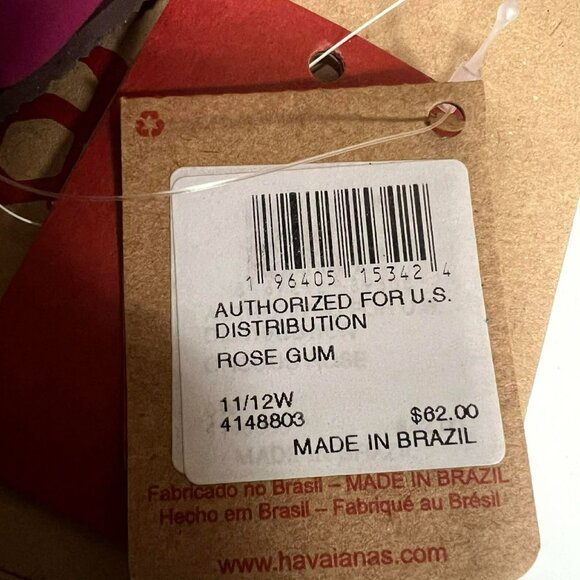 1 96405 15342 4
AUTHORIZED FOR U.S.
DISTRIBUTION
ROSE GUM
11/12W
4148803 $62.00
MADE IN BRAZIL
Fabricado no Brasil – MADE IN BRAZIL
Hecho em Brasil – Fabriqué au Brésil
www.havaianas.com